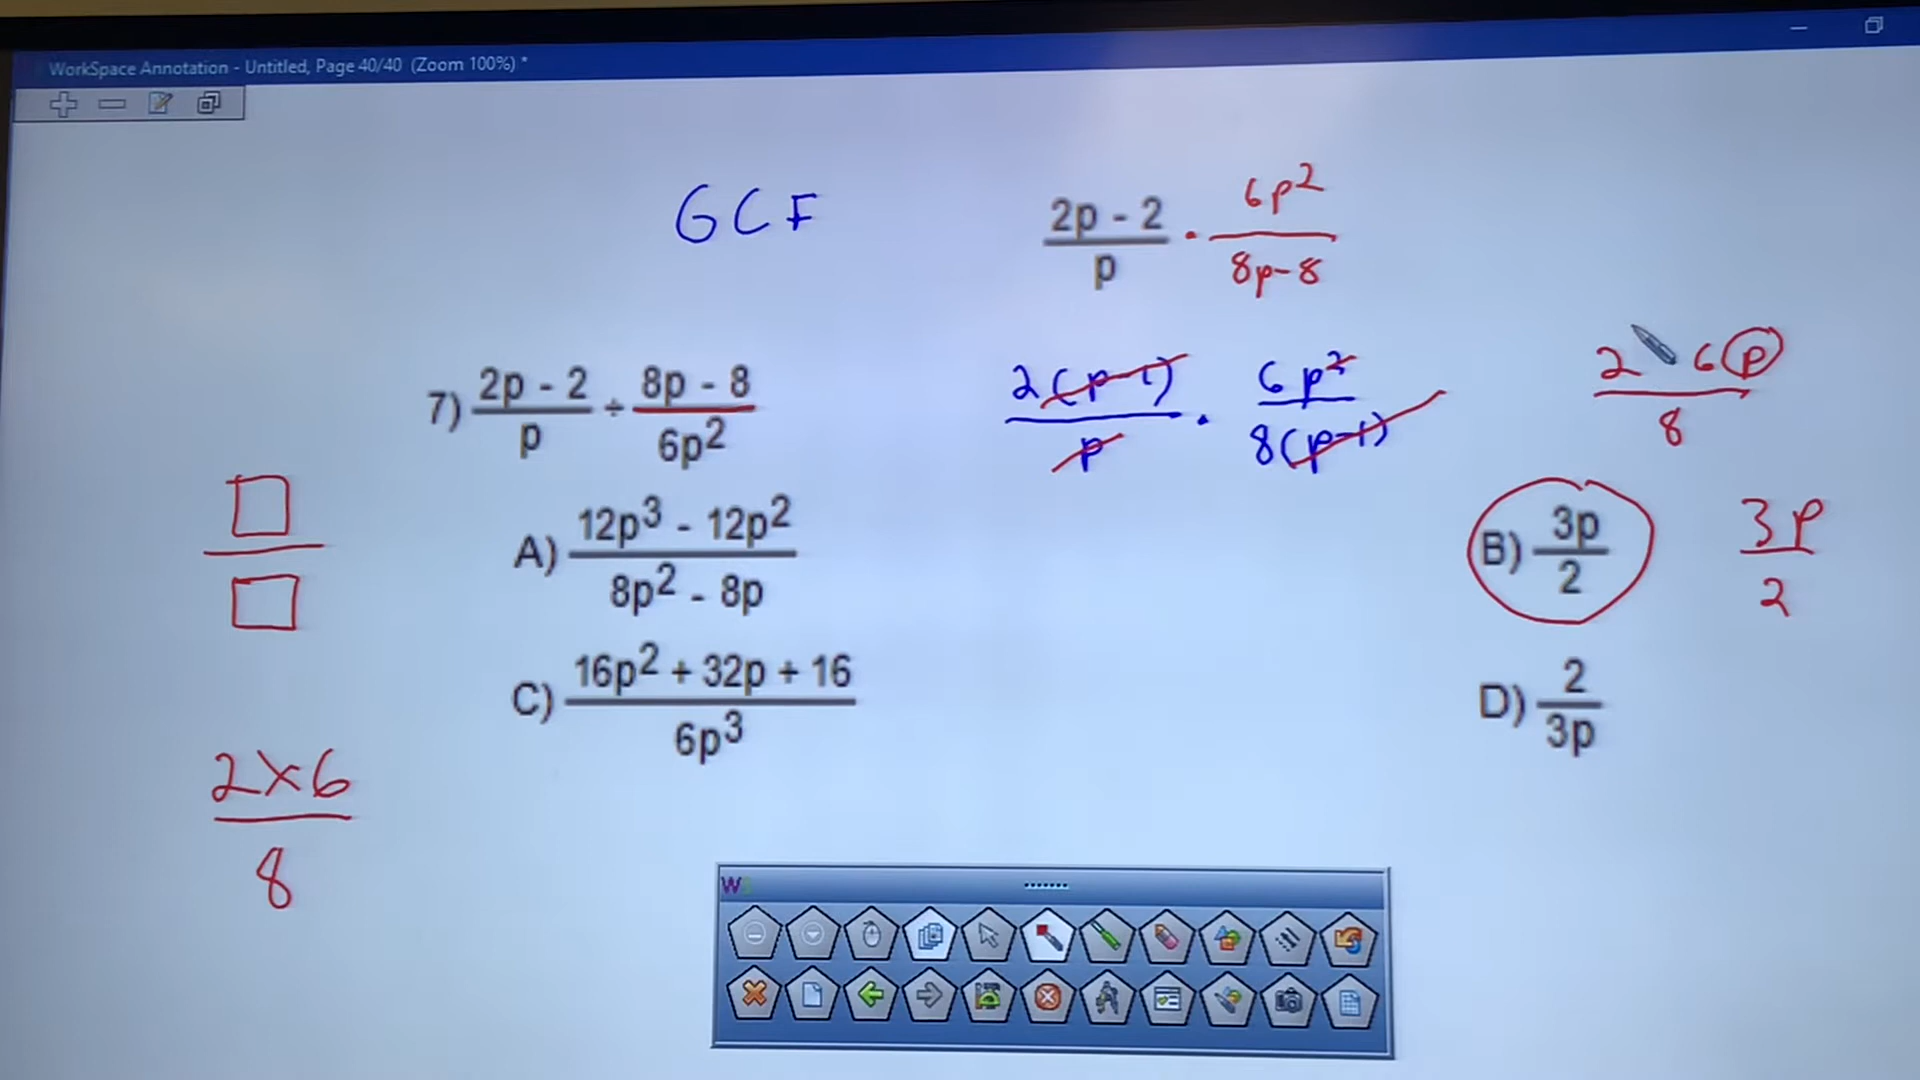 WorkSpace Annotation - Untitled, Page 40/40 (Zoom 100%) *
GCF
2p - 2 / p · 6p² / 8p-8
7) 2p - 2 / p ÷ 8p - 8 / 6p²
2(p-1) / p · 6p² / 8(p-1)
2 6p / 8
A) 12p³ - 12p² / 8p² - 8p
B) 3p / 2
3p / 2
C) 16p² + 32p + 16 / 6p³
D) 2 / 3p
2×6 / 8
W